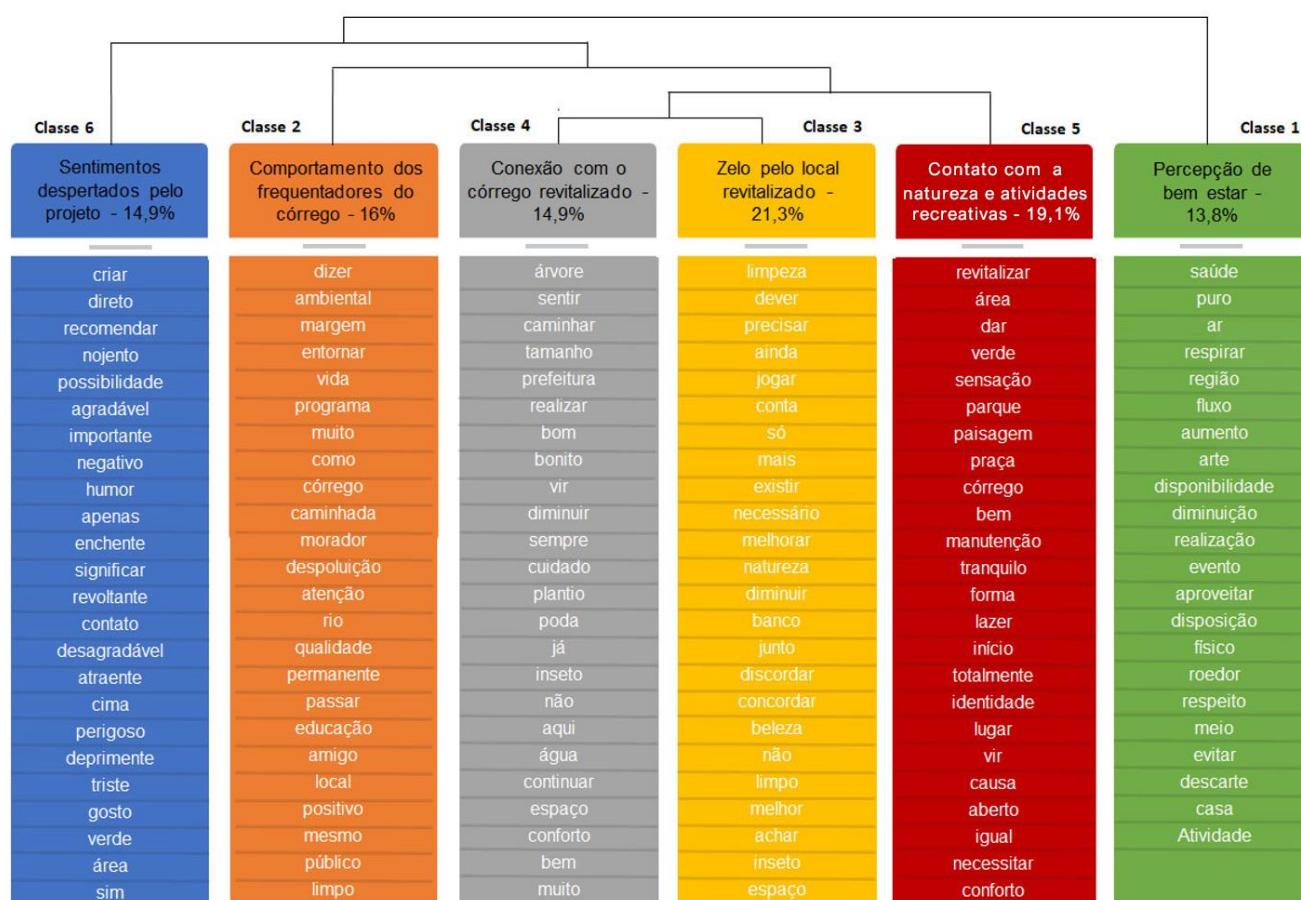 Classe 6
Sentimentos
despertados pelo
projeto - 14,9%
criar
direto
recomendar
nojento
possibilidade
agradável
importante
negativo
humor
apenas
enchente
significar
revoltante
contato
desagradável
atraente
cima
perigoso
deprimente
triste
gosto
verde
área
sim
Classe 2
Comportamento dos
frequentadores do
córrego - 16%
dizer
ambiental
margem
entornar
vida
programa
muito
como
córrego
caminhada
morador
despoluição
atenção
rio
qualidade
permanente
passar
educação
amigo
local
positivo
mesmo
público
limpo
Classe 4
Conexão com o
córrego revitalizado -
14,9%
árvore
sentir
caminhar
tamanho
prefeitura
realizar
bom
bonito
vir
diminuir
sempre
cuidado
plantio
poda
já
inseto
não
aqui
água
continuar
espaço
conforto
bem
muito
Classe 3
Zelo pelo local
revitalizado -
21,3%
limpeza
dever
precisar
ainda
jogar
conta
só
mais
existir
necessário
melhorar
natureza
diminuir
banco
junto
discordar
concordar
beleza
não
limpo
melhor
achar
inseto
espaço
Classe 5
Contato com a
natureza e atividades
recreativas - 19,1%
revitalizar
área
dar
verde
sensação
parque
paisagem
praça
córrego
bem
manutenção
tranquilo
forma
lazer
início
totalmente
identidade
lugar
vir
causa
aberto
igual
necessitar
conforto
Classe 1
Percepção de
bem estar -
13,8%
saúde
puro
ar
respirar
região
fluxo
aumento
arte
disponibilidade
diminuição
realização
evento
aproveitar
disposição
físico
roedor
respeito
meio
evitar
descarte
casa
Atividade